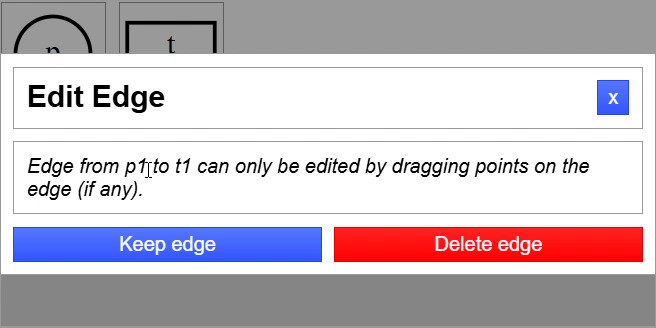 p t
Edit Edge x
Edge from p1 to t1 can only be edited by dragging points on the
edge (if any).
Keep edge Delete edge